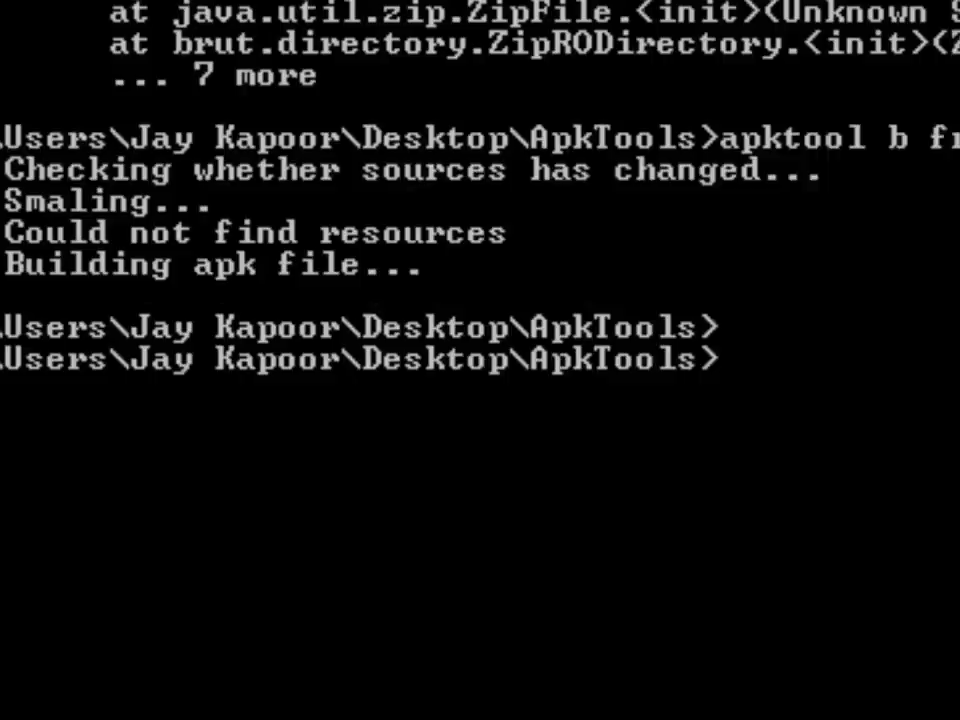 at java.util.zip.ZipFile.<init>(Unknown
at brut.directory.ZipRODirectory.<init>(Z
... 7 more
Users\Jay Kapoor\Desktop\ApkTools>apktool b fr
Checking whether sources has changed...
Smaling...
Could not find resources
Building apk file...
Users\Jay Kapoor\Desktop\ApkTools>
Users\Jay Kapoor\Desktop\ApkTools>